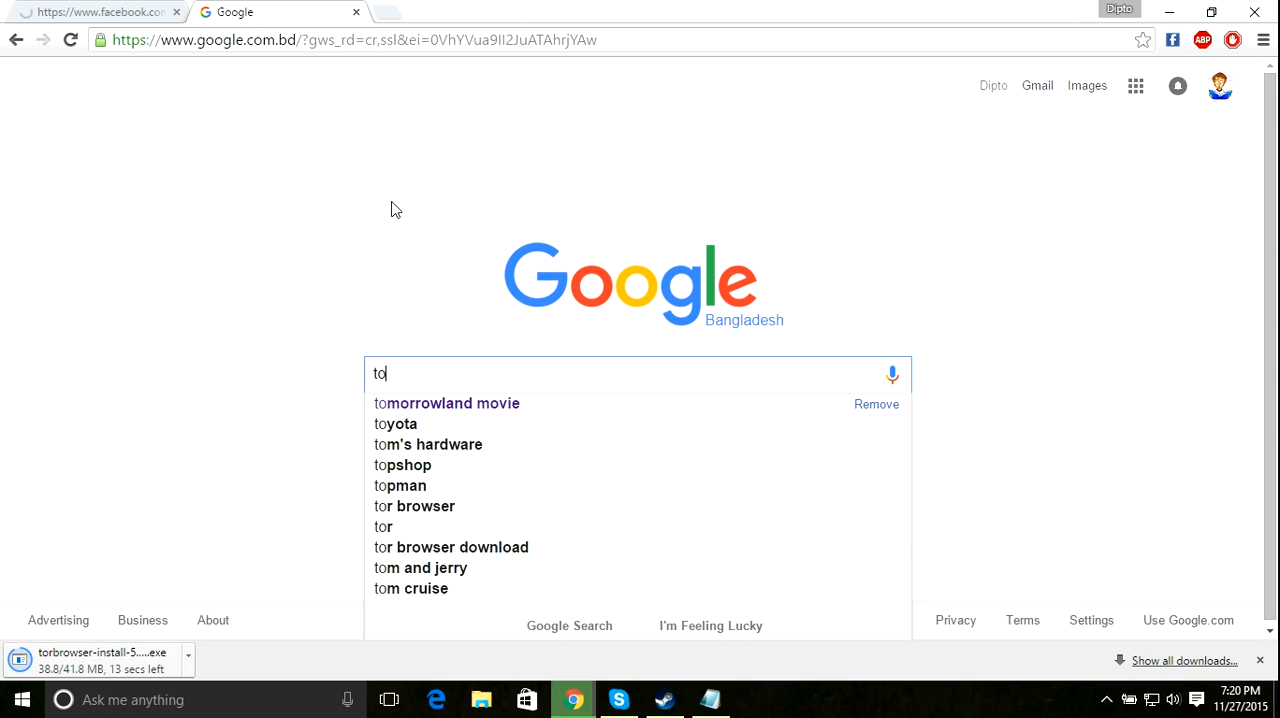 https://www.facebook.con
Google
Dipto
https://www.google.com.bd/?gws_rd=cr,ssl&ei=0VhYVua9II2JuATAhrjYAw
ABP
Dipto Gmail Images
Google
Bangladesh
to
tomorrowland movie Remove
toyota
tom's hardware
topshop
topman
tor browser
tor
tor browser download
tom and jerry
tom cruise
Google Search I'm Feeling Lucky
Advertising Business About Privacy Terms Settings Use Google.com
torbrowser-install-5.....exe
38.8/41.8 MB, 13 secs left
Show all downloads...
Ask me anything
7:20 PM
11/27/2015